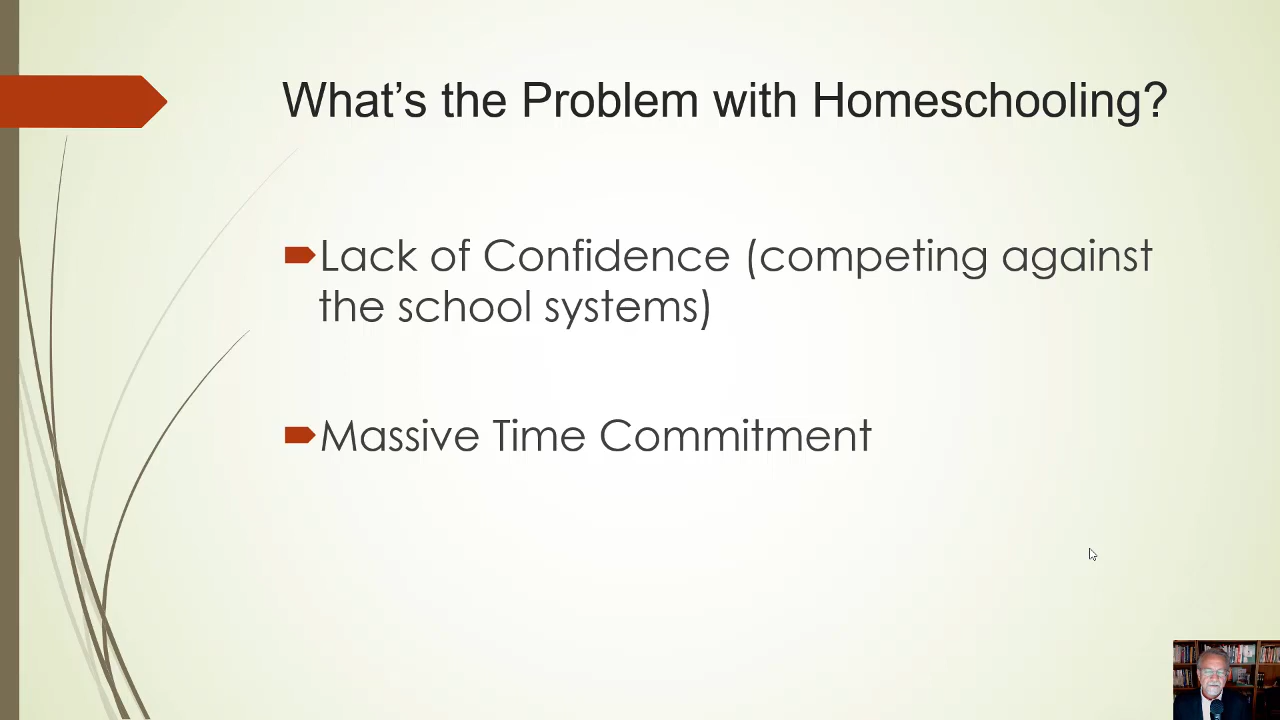 What’s the Problem with Homeschooling?
Lack of Confidence (competing against
the school systems)
Massive Time Commitment